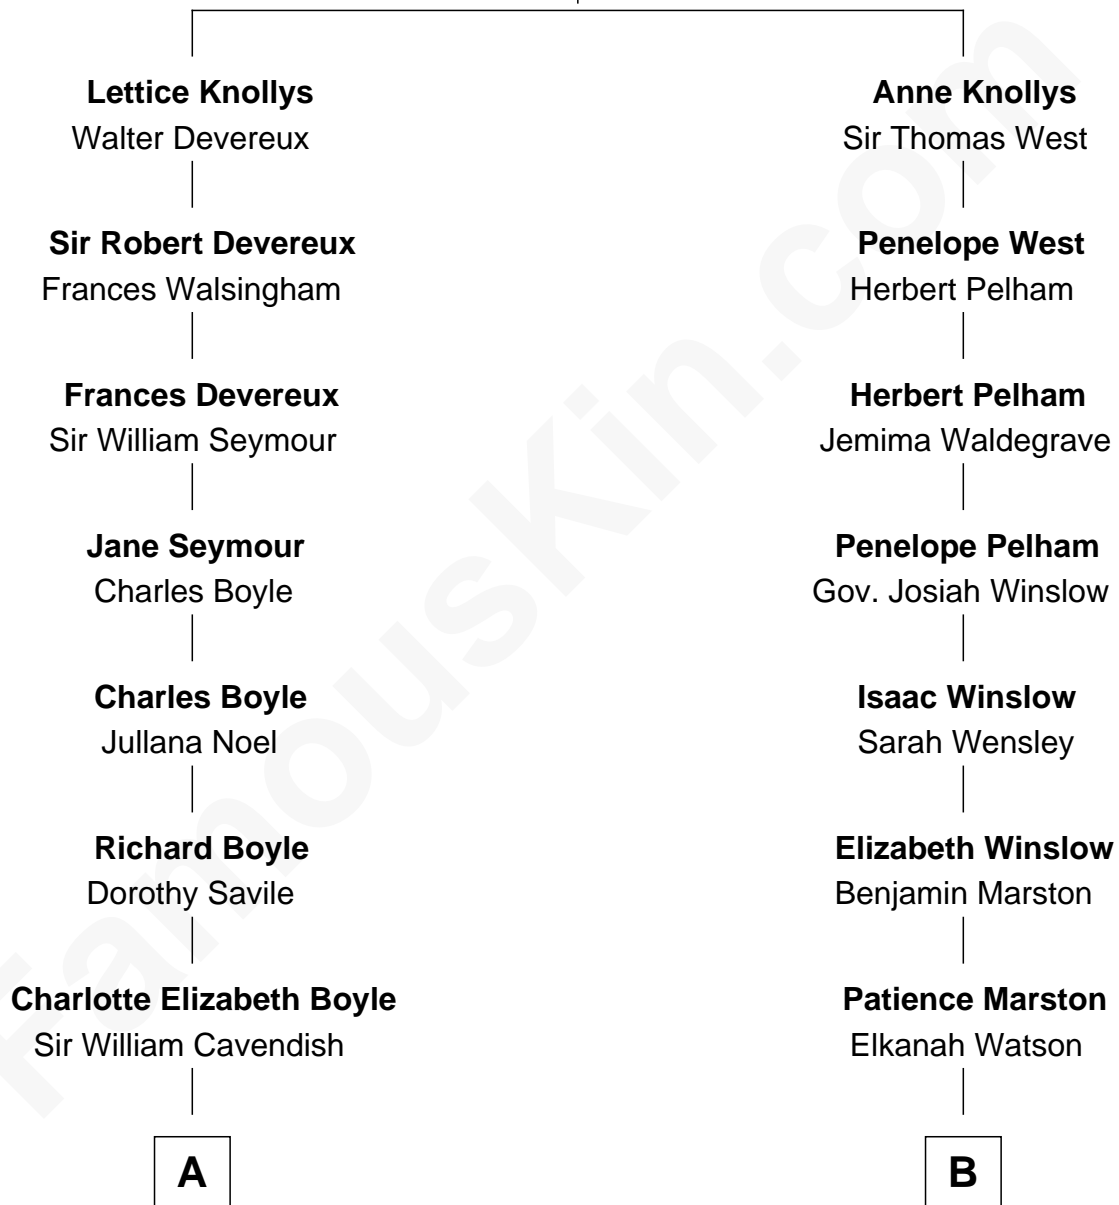 Lettice Knollys
Walter Devereux
Sir Robert Devereux
Frances Walsingham
Frances Devereux
Sir William Seymour
Jane Seymour
Charles Boyle
Charles Boyle
Jullana Noel
Richard Boyle
Dorothy Savile
Charlotte Elizabeth Boyle
Sir William Cavendish
A
Anne Knollys
Sir Thomas West
Penelope West
Herbert Pelham
Herbert Pelham
Jemima Waldegrave
Penelope Pelham
Gov. Josiah Winslow
Isaac Winslow
Sarah Wensley
Elizabeth Winslow
Benjamin Marston
Patience Marston
Elkanah Watson
B
FamousKin.com